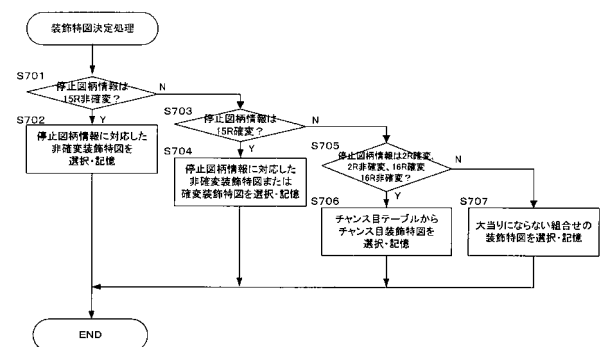 装飾特図決定処理
S701
停止図柄情報は
15R非確変?
N
Y
S702
停止図柄情報に対応した
非確変装飾特図を
選択・記憶
S703
停止図柄情報は
15R確変?
N
Y
S704
停止図柄情報に対応した
非確変装飾特図または
確変装飾特図を選択・記憶
S705
停止図柄情報は2R確変、
2R非確変、16R確変
16R非確変?
N
Y
S706
チャンス目テーブルから
チャンス目装飾特図を
選択・記憶
S707
大当りにならない組合せの
装飾特図を選択・記憶
END